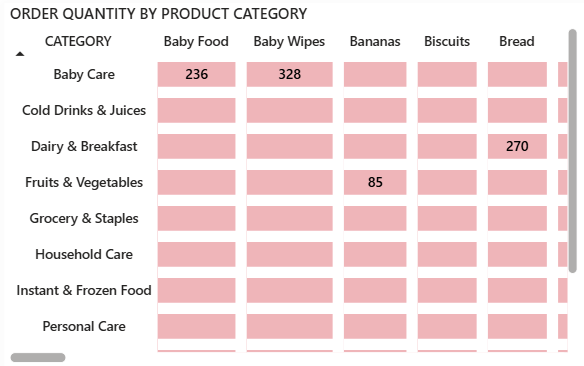 ORDER QUANTITY BY PRODUCT CATEGORY
CATEGORY Baby Food Baby Wipes Bananas Biscuits Bread
Baby Care 236 328
Cold Drinks & Juices
Dairy & Breakfast 270
Fruits & Vegetables 85
Grocery & Staples
Household Care
Instant & Frozen Food
Personal Care